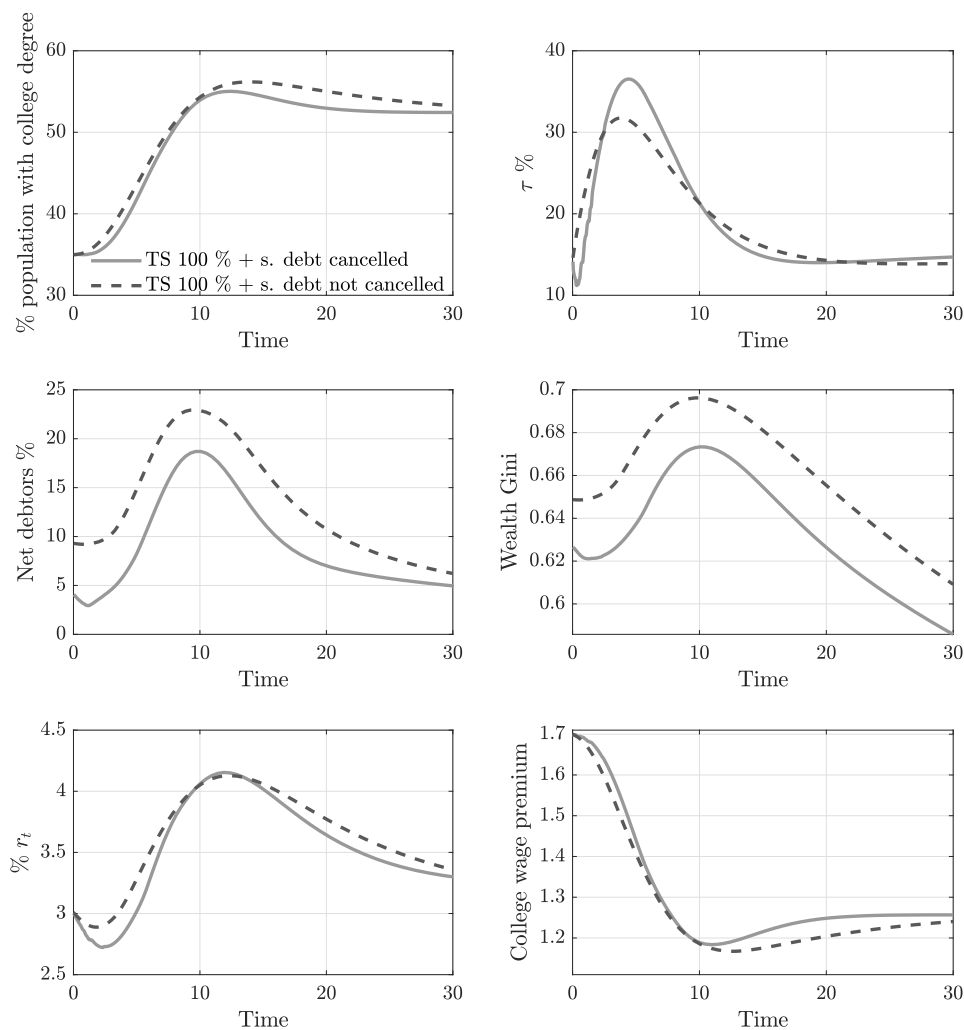 % population with college degree
60
50
40
30
TS 100 % + s. debt cancelled
TS 100 % + s. debt not cancelled
0 10 20 30
Time
τ %
40
30
20
10
0 10 20 30
Time
Net debtors %
25
20
15
10
5
0
0 10 20 30
Time
Wealth Gini
0.7
0.68
0.66
0.64
0.62
0.6
0 10 20 30
Time
% r_t
4.5
4
3.5
3
2.5
0 10 20 30
Time
College wage premium
1.7
1.6
1.5
1.4
1.3
1.2
0 10 20 30
Time